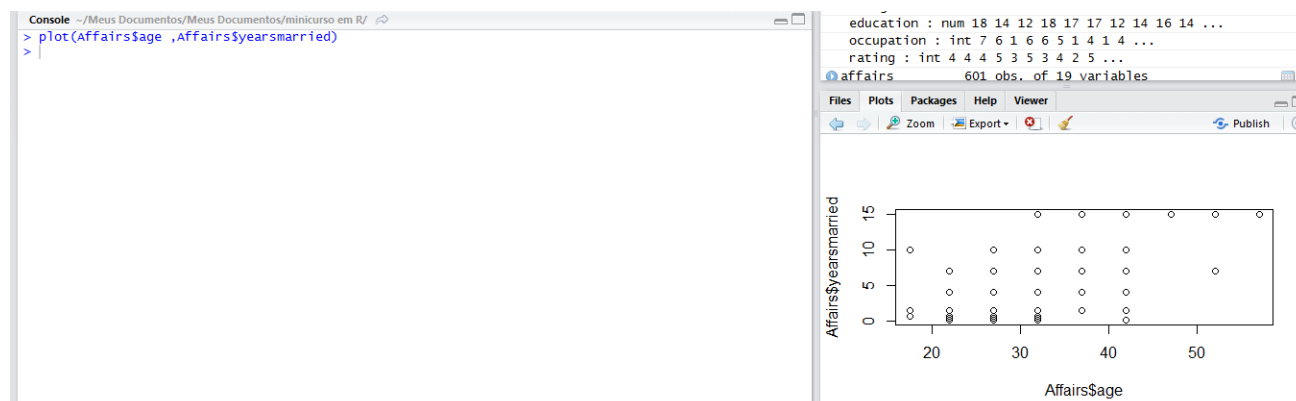 Console ~/Meus Documentos/Meus Documentos/minicurso em R/
> plot(Affairs$age ,Affairs$yearsmarried)
>
education : num 18 14 12 18 17 17 12 14 16 14 ...
occupation : int 7 6 1 6 6 5 1 4 1 4 ...
rating : int 4 4 4 5 3 5 3 4 2 5 ...
affairs 601 obs. of 19 variables
Files Plots Packages Help Viewer
Zoom Export Publish
Affairs$yearsmarried
15
10
5
0
20 30 40 50
Affairs$age